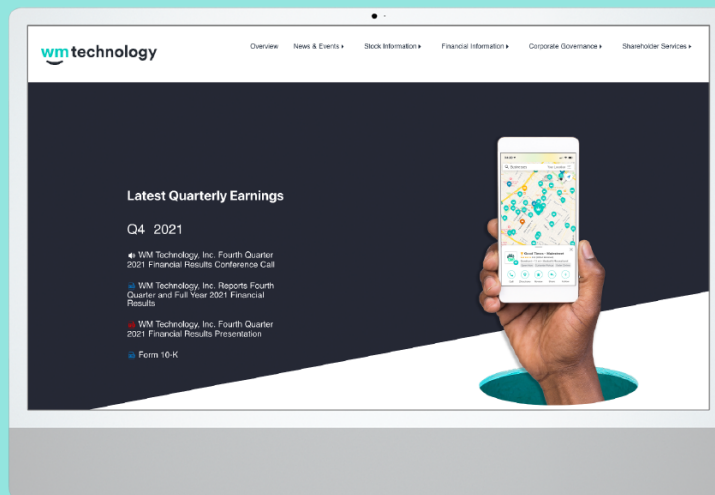 wm technology
Overview
News & Events
Stock Information
Financial Information
Corporate Governance
Shareholder Services
Latest Quarterly Earnings
Q4 2021
WM Technology, Inc. Fourth Quarter
2021 Financial Results Conference Call
WM Technology, Inc. Reports Fourth
Quarter and Full Year 2021 Financial
Results
WM Technology, Inc. Fourth Quarter
2021 Financial Results Presentation
Form 10-K